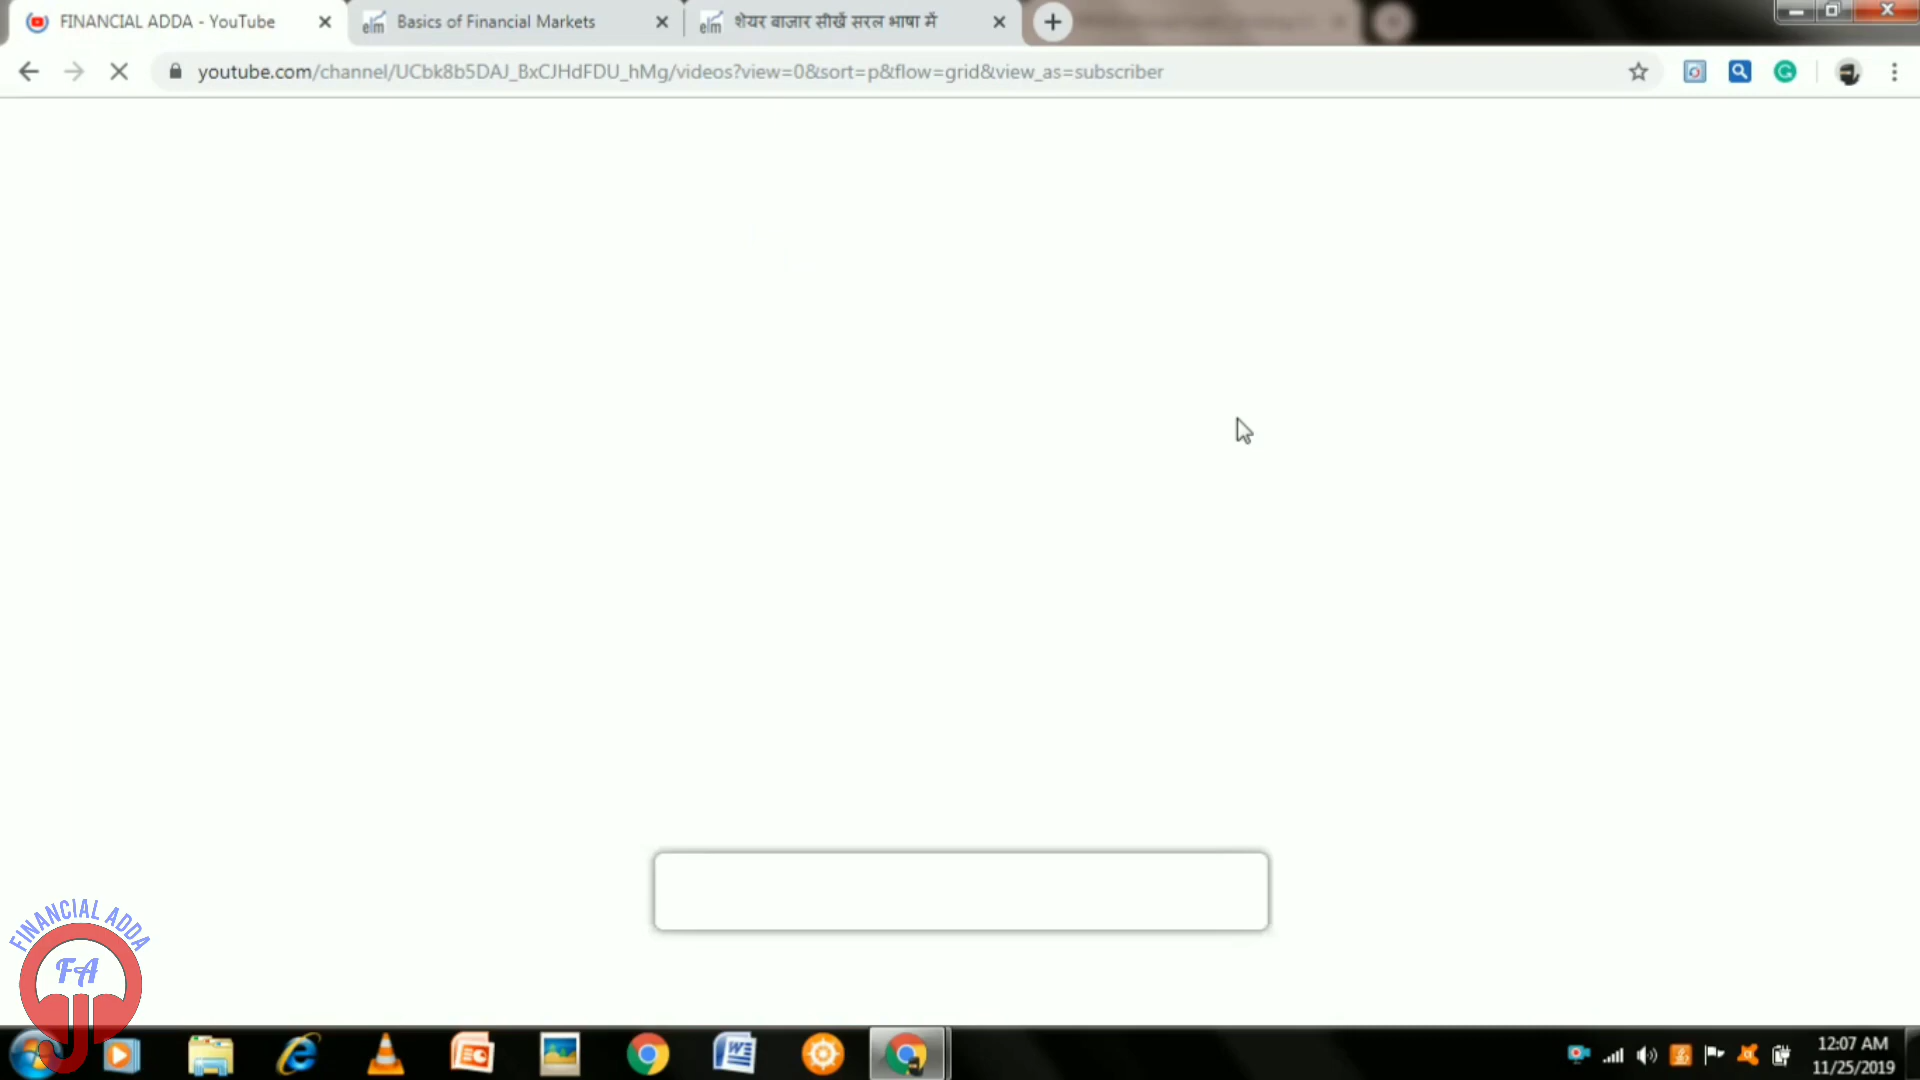 FINANCIAL ADDA - YouTube
Basics of Financial Markets
शेयर बाजार सीखें सरल भाषा में
youtube.com/channel/UCbk8b5DAJ_BxCJHdFDU_hMg/videos?view=0&sort=p&flow=grid&view_as=subscriber
FINANCIAL ADDA
FA
12:07 AM
11/25/2019